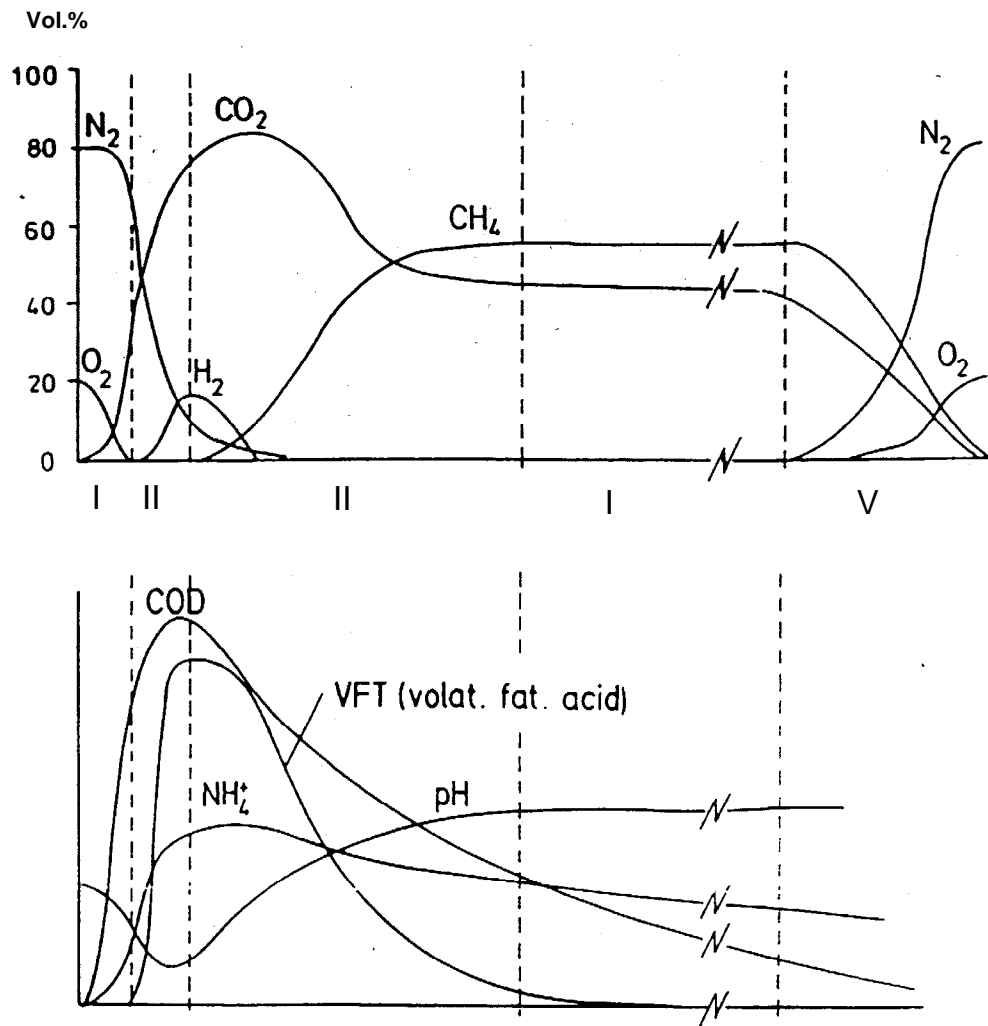 Vol.%
100
80
60
40
20
0
N₂
O₂
CO₂
H₂
CH₄
N₂
O₂
I II II I V
COD
VFT (volat. fat. acid)
NH₄⁺
pH